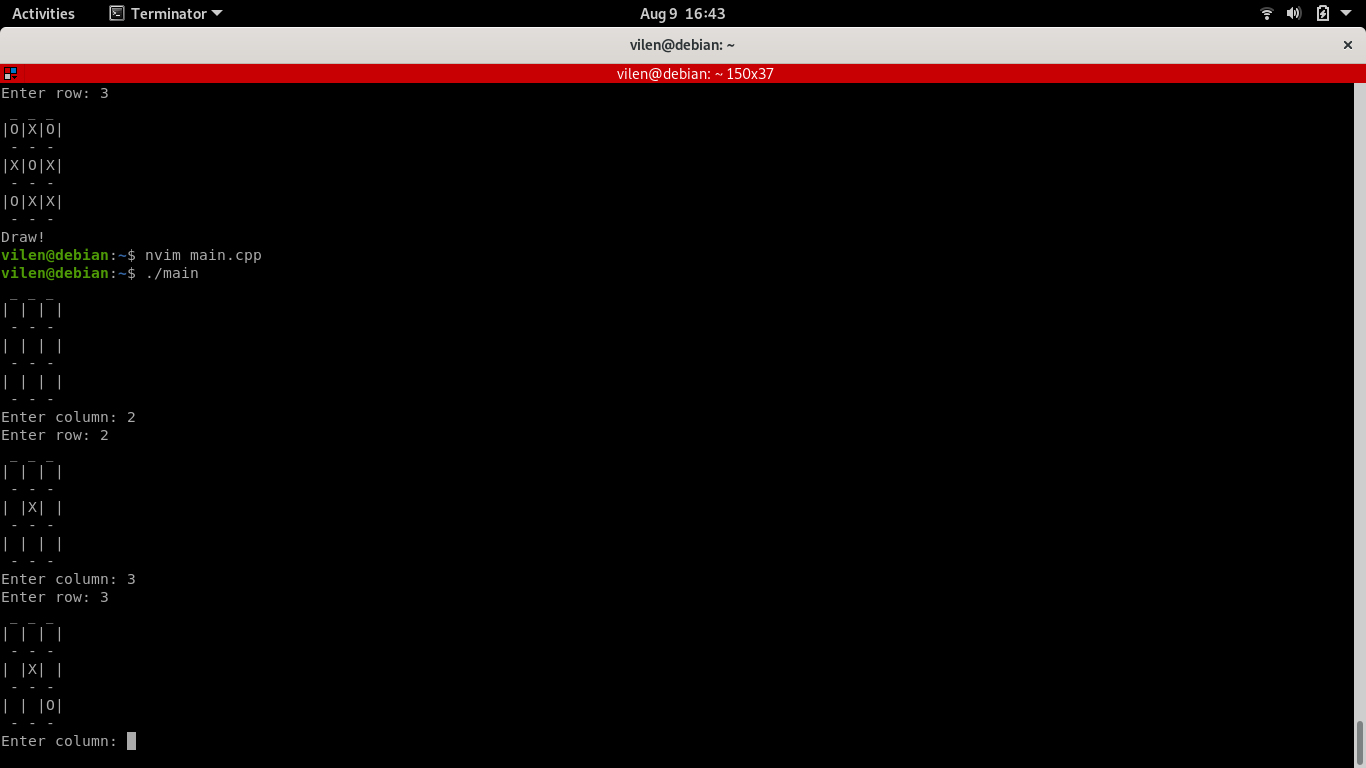 Activities Terminator Aug 9 16:43
vilen@debian: ~ ×
vilen@debian: ~ 150x37
Enter row: 3
 _ _ _
|O|X|O|
 - - -
|X|O|X|
 - - -
|O|X|X|
 - - -
Draw!
vilen@debian:~$ nvim main.cpp
vilen@debian:~$ ./main
 _ _ _
| | | |
 - - -
| | | |
 - - -
| | | |
 - - -
Enter column: 2
Enter row: 2
 _ _ _
| | | |
 - - -
| |X| |
 - - -
| | | |
 - - -
Enter column: 3
Enter row: 3
 _ _ _
| | | |
 - - -
| |X| |
 - - -
| | |O|
 - - -
Enter column: